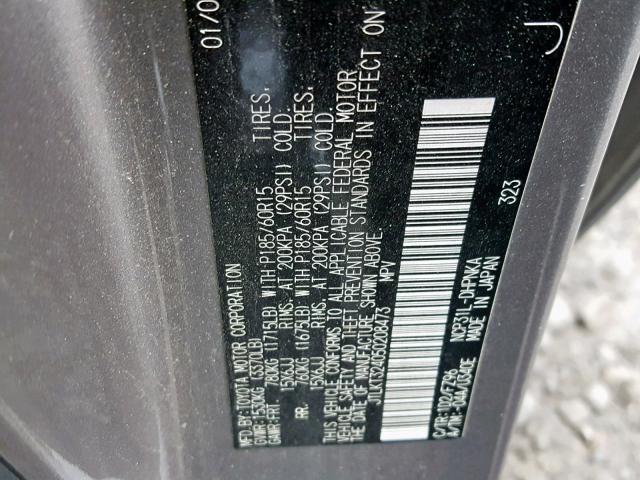 01/0
MFD. BY: TOYOTA MOTOR CORPORATION
GVWR: 1530KG (3370LB)
GAWR: FRT 780KG (1715LB) WITH P185/60R15 TIRES,
15X6JJ RIMS, AT 200KPA (29PSI) COLD.
RR. 760KG (1675LB) WITH P185/60R15 TIRES,
15X6JJ RIMS, AT 200KPA (29PSI) COLD.
THIS VEHICLE CONFORMS TO ALL APPLICABLE FEDERAL MOTOR
VEHICLE SAFETY AND THEFT PREVENTION STANDARDS IN EFFECT ON
THE DATE OF MANUFACTURE SHOWN ABOVE.
JTLKT324050208473 MPV
323
C/TR: NCP31L-DHPVKA
MADE IN JAPAN
J